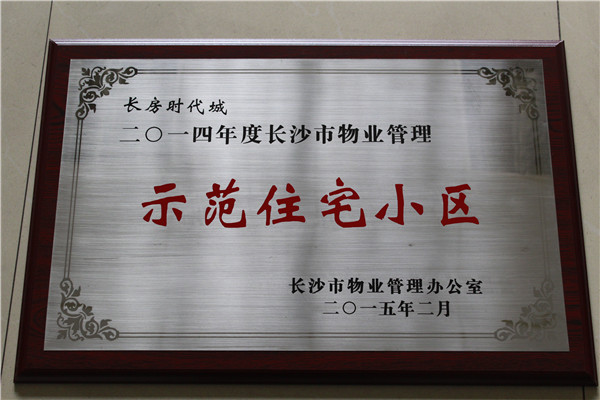 长房时代城
二〇一四年度长沙市物业管理
示范住宅小区
长沙市物业管理办公室
二〇一五年二月